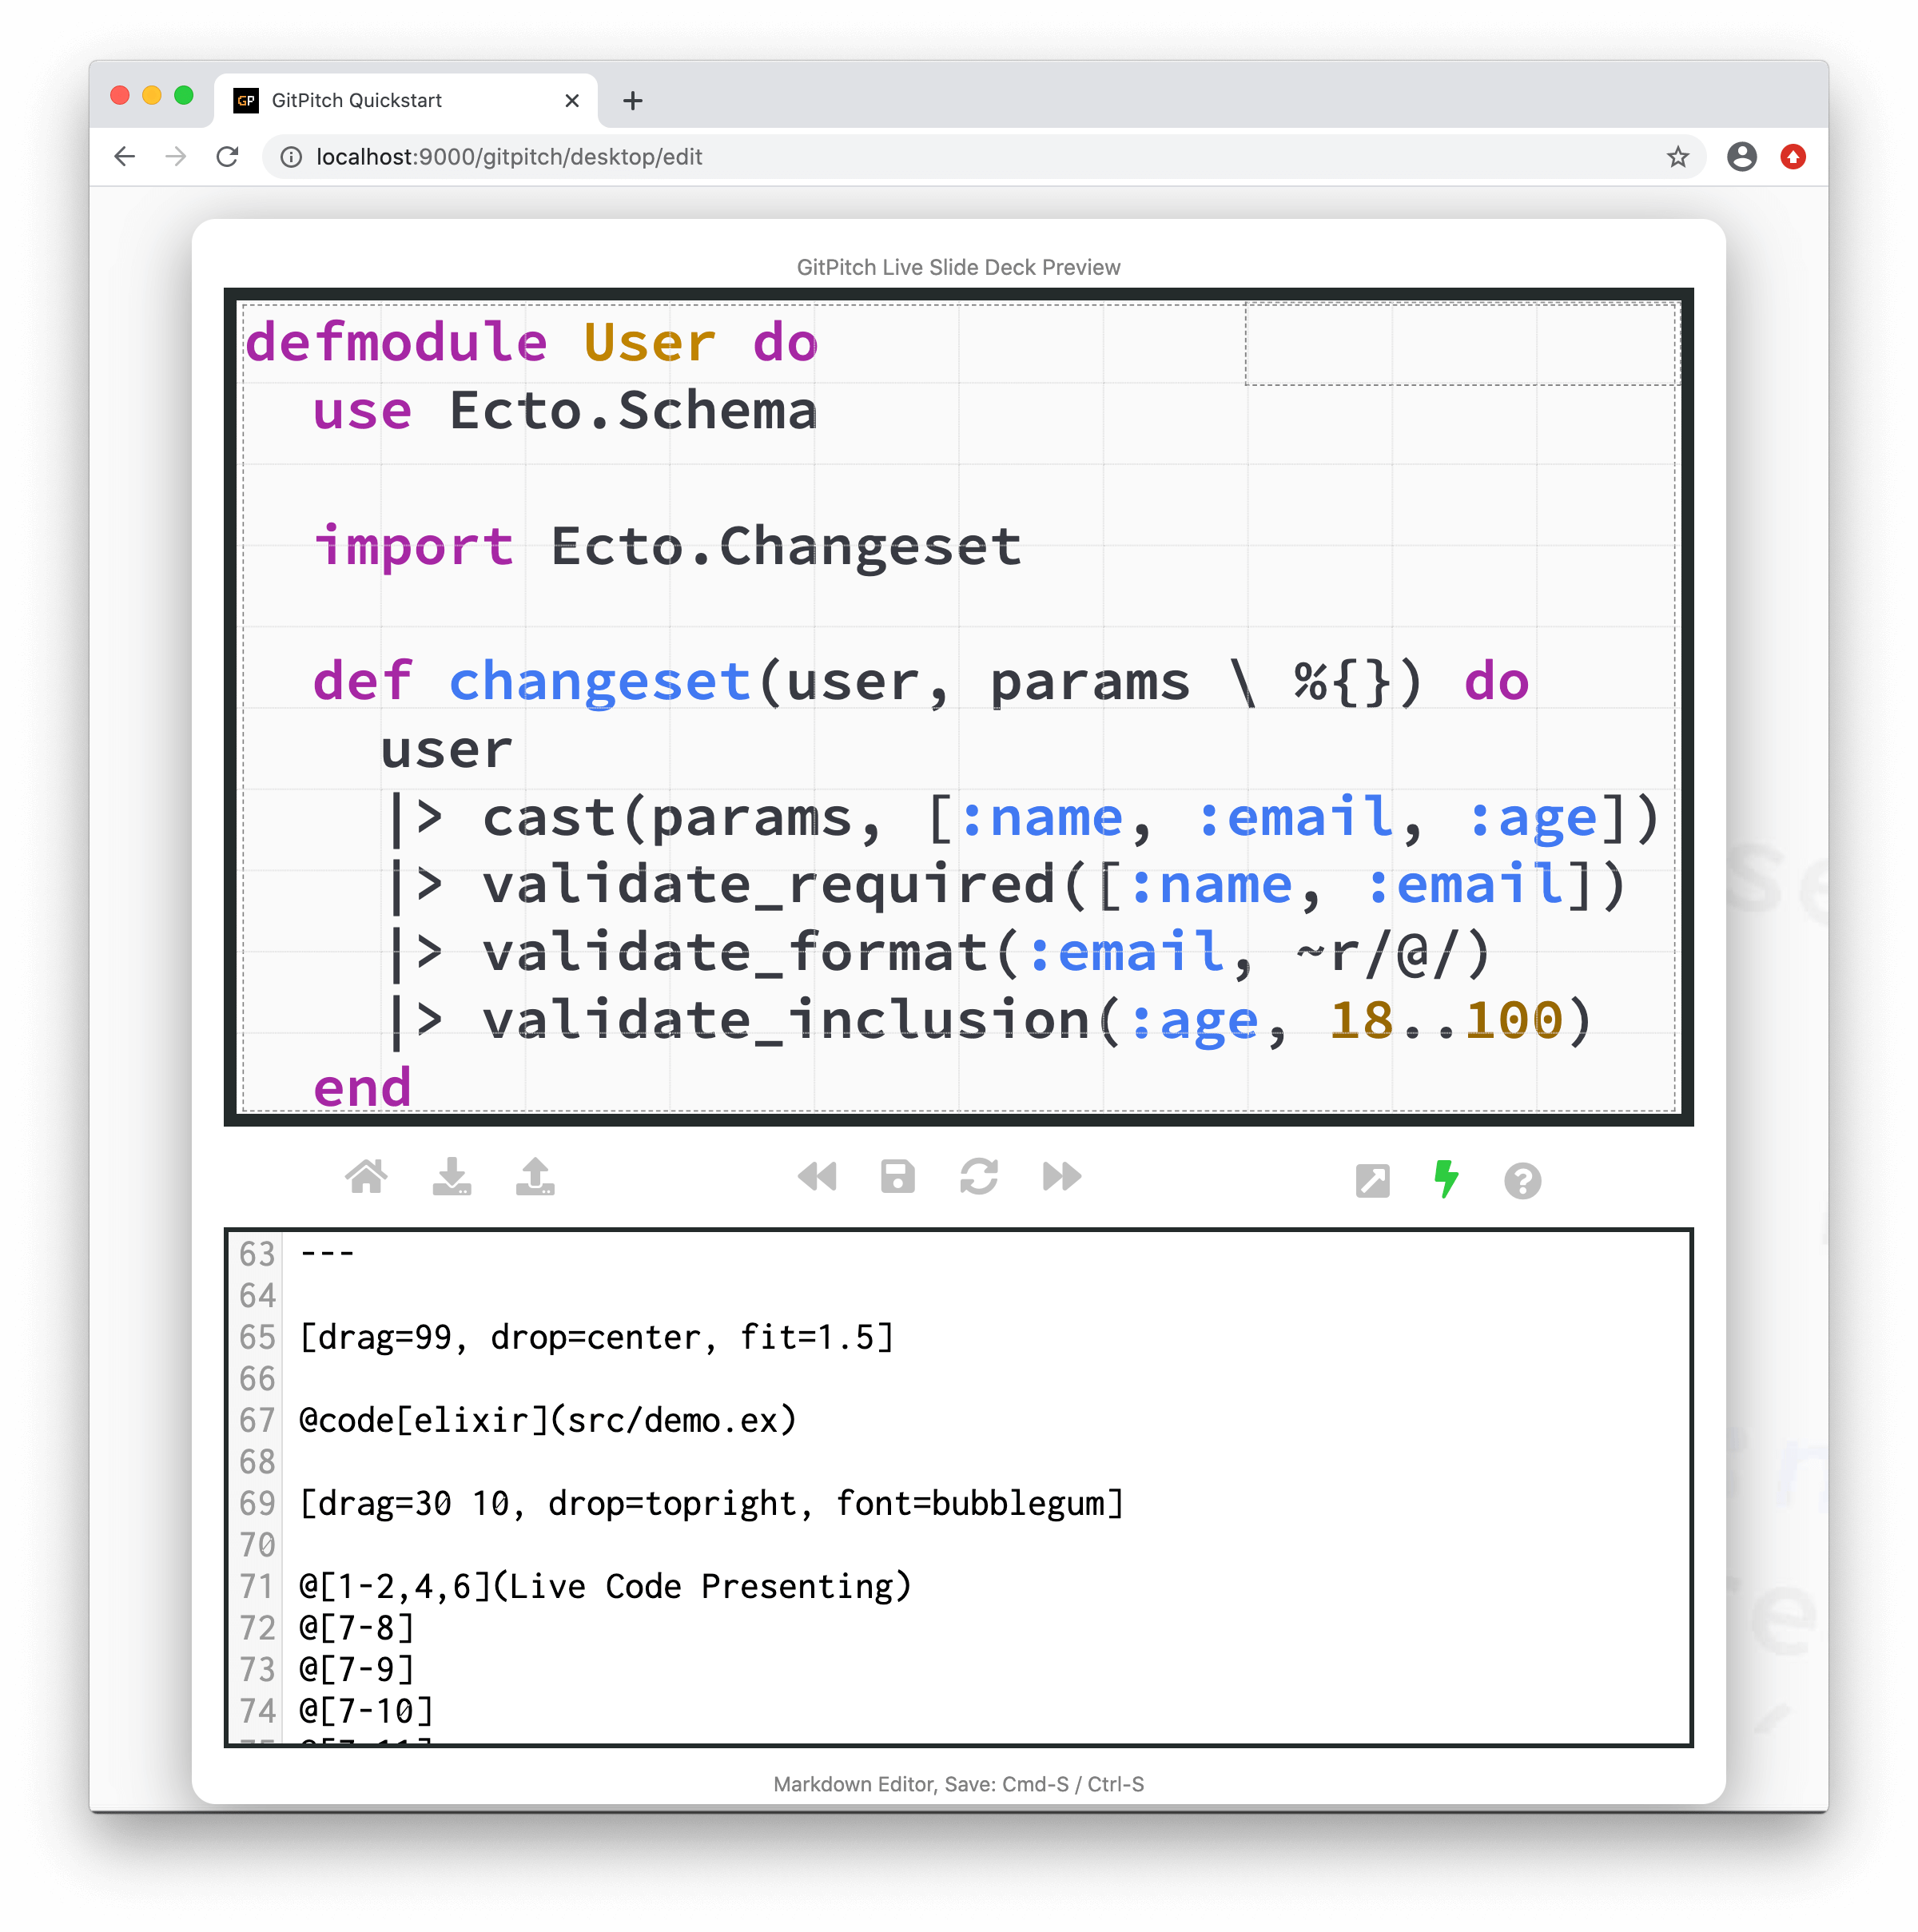 GP GitPitch Quickstart
localhost:9000/gitpitch/desktop/edit
GitPitch Live Slide Deck Preview
defmodule User do
  use Ecto.Schema
  import Ecto.Changeset
  def changeset(user, params \ %{}) do
    user
    |> cast(params, [:name, :email, :age])
    |> validate_required([:name, :email])
    |> validate_format(:email, ~r/@/)
    |> validate_inclusion(:age, 18..100)
  end
63 ---
64
65 [drag=99, drop=center, fit=1.5]
66
67 @code[elixir](src/demo.ex)
68
69 [drag=30 10, drop=topright, font=bubblegum]
70
71 @[1-2,4,6](Live Code Presenting)
72 @[7-8]
73 @[7-9]
74 @[7-10]
Markdown Editor, Save: Cmd-S / Ctrl-S